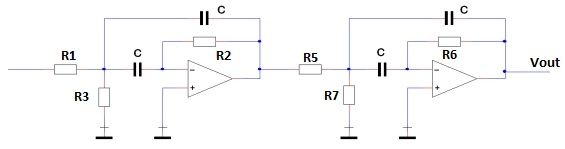 C C
C R2 C R6
R1 R5 Vout
R3 - + R7 - +